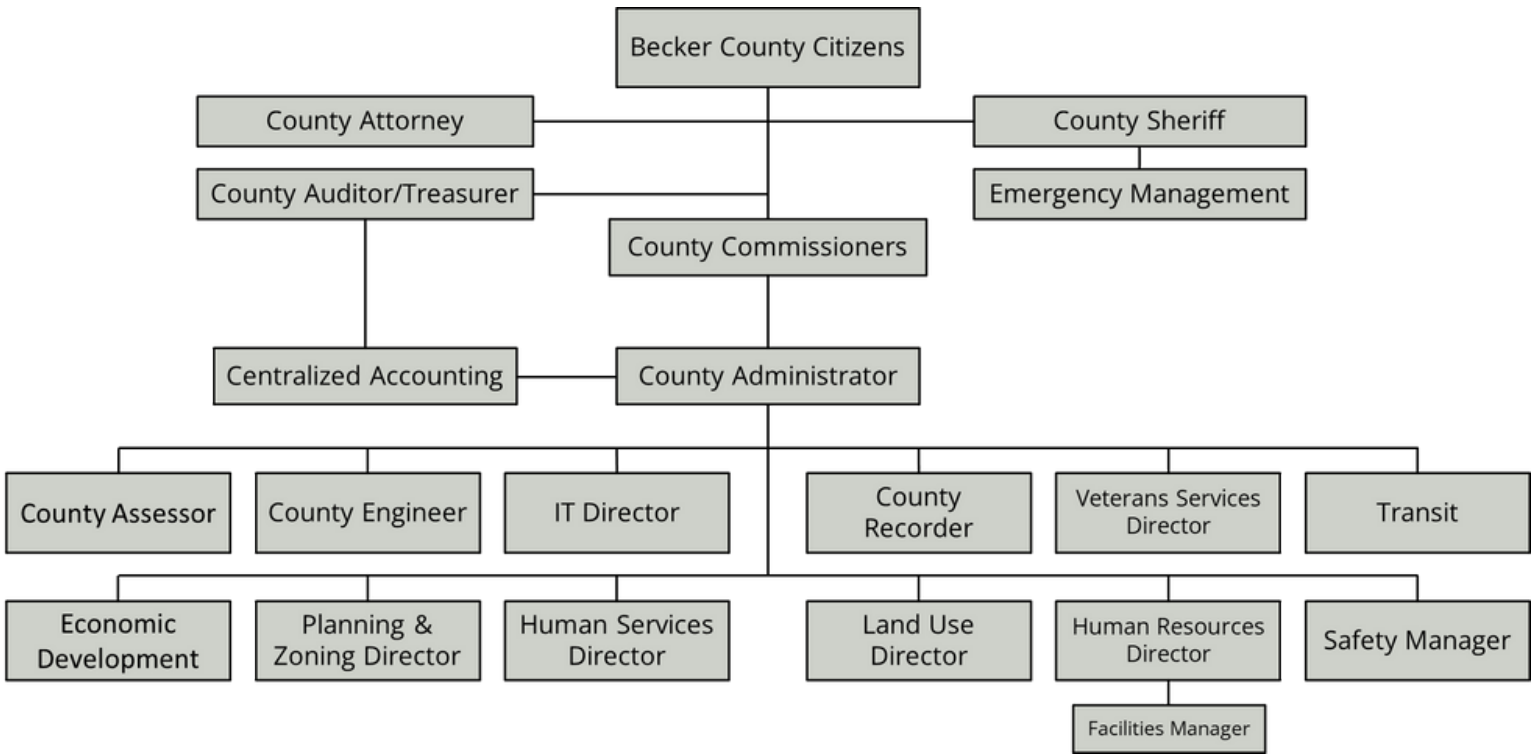 Becker County Citizens
County Attorney
County Sheriff
County Auditor/Treasurer
Emergency Management
County Commissioners
Centralized Accounting
County Administrator
County Assessor
County Engineer
IT Director
County
Recorder
Veterans Services
Director
Transit
Economic
Development
Planning &
Zoning Director
Human Services
Director
Land Use
Director
Human Resources
Director
Safety Manager
Facilities Manager